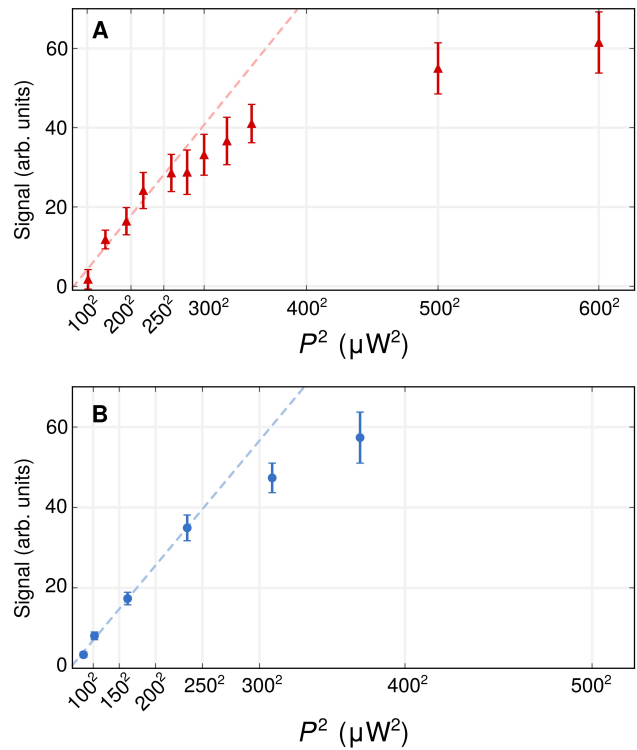 A
Signal (arb. units)
60
40
20
0
100² 200² 250² 300² 400² 500² 600²
P² (μW²)
B
Signal (arb. units)
60
40
20
0
100² 150² 200² 250² 300² 400² 500²
P² (μW²)